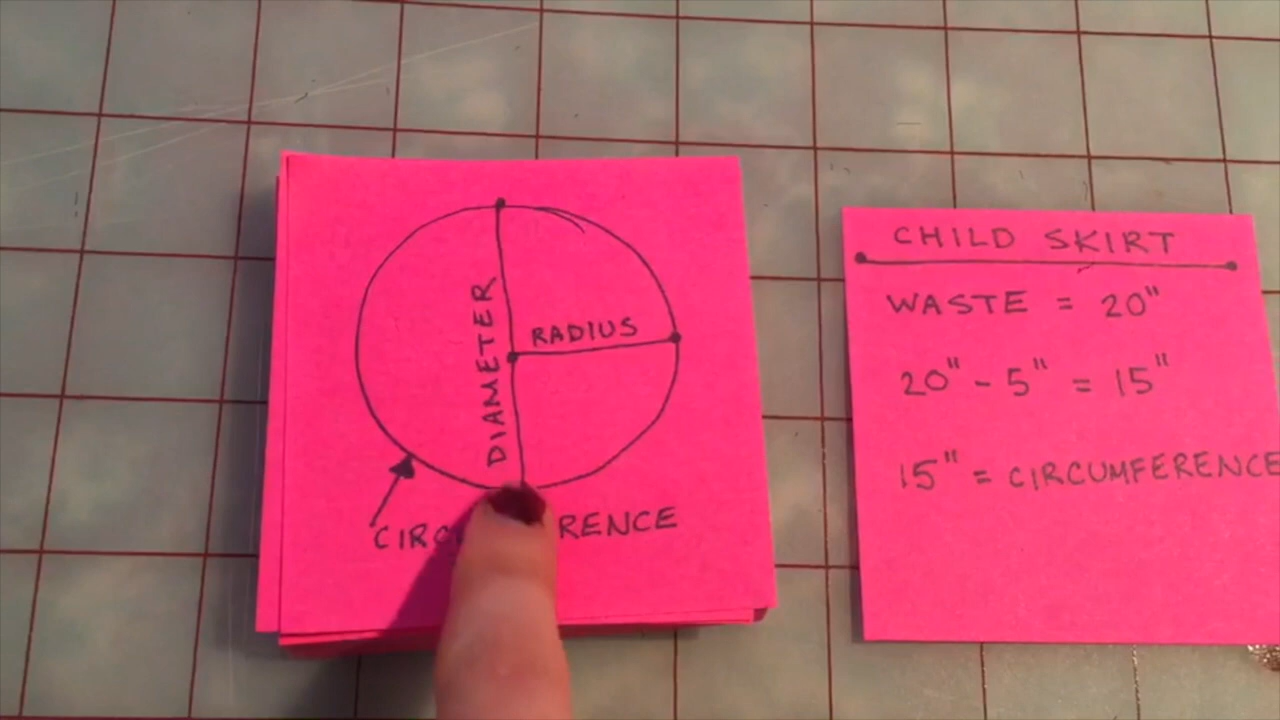 DIAMETER
RADIUS
CIRC RENCE
CHILD SKIRT
WASTE = 20"
20" - 5" = 15"
15" = CIRCUMFERENCE